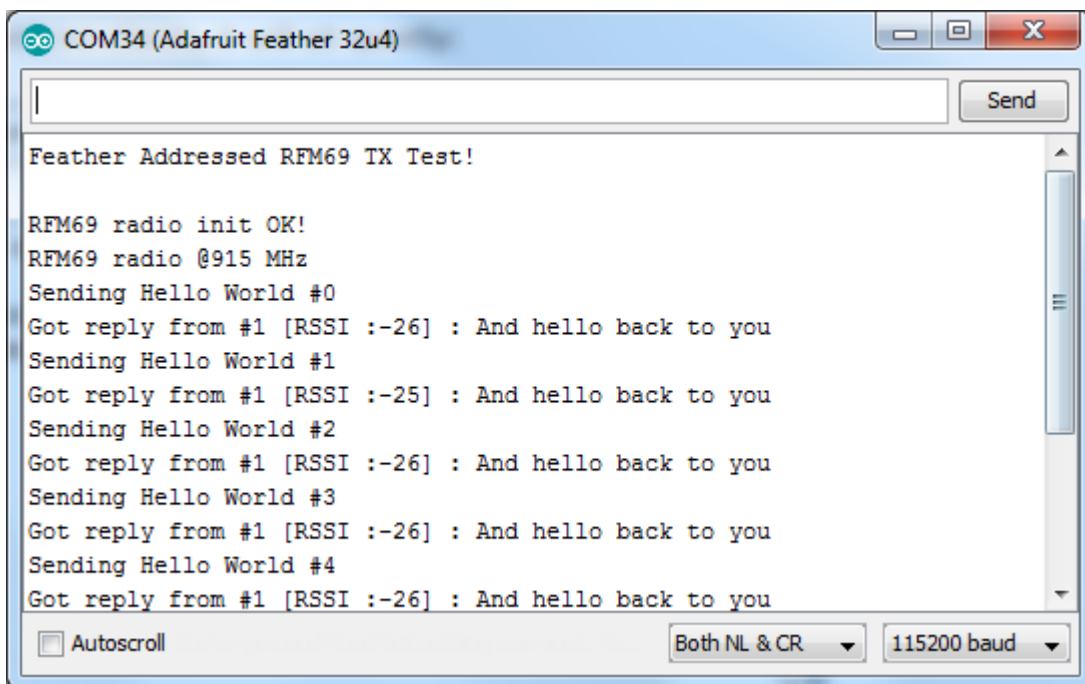 COM34 (Adafruit Feather 32u4)
Send
Feather Addressed RFM69 TX Test!
RFM69 radio init OK!
RFM69 radio @915 MHz
Sending Hello World #0
Got reply from #1 [RSSI :-26] : And hello back to you
Sending Hello World #1
Got reply from #1 [RSSI :-25] : And hello back to you
Sending Hello World #2
Got reply from #1 [RSSI :-26] : And hello back to you
Sending Hello World #3
Got reply from #1 [RSSI :-26] : And hello back to you
Sending Hello World #4
Got reply from #1 [RSSI :-26] : And hello back to you
Autoscroll Both NL & CR 115200 baud